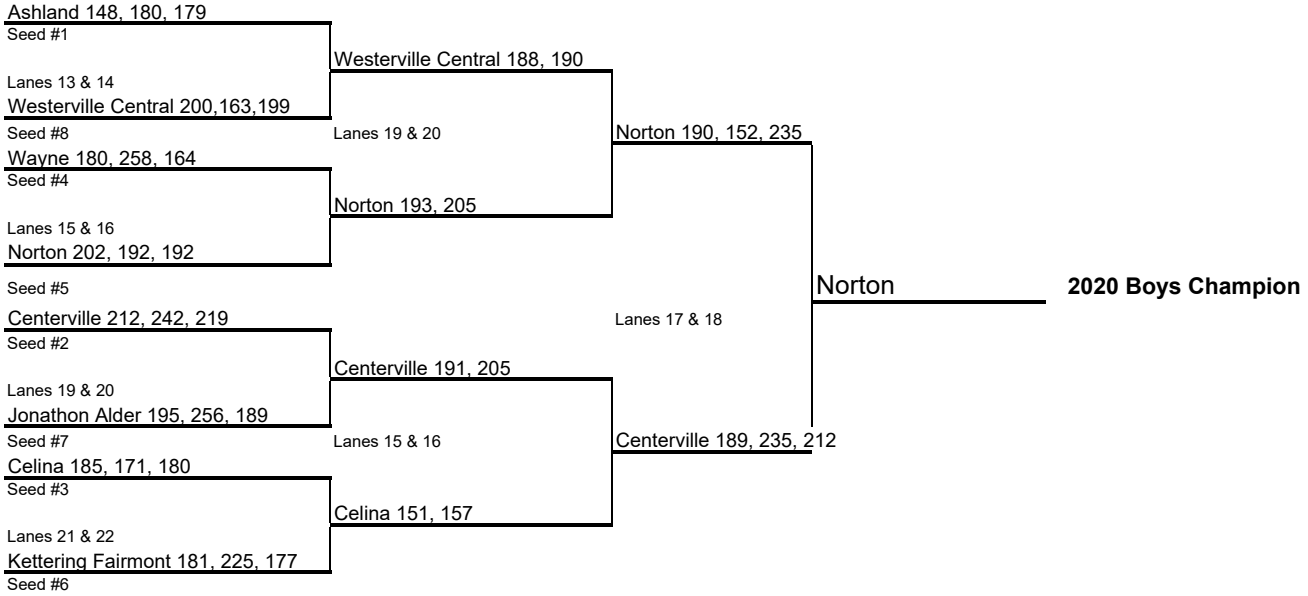 Ashland 148, 180, 179
Seed #1
Westerville Central 188, 190
Lanes 13 & 14
Westerville Central 200,163,199
Seed #8
Lanes 19 & 20
Norton 190, 152, 235
Wayne 180, 258, 164
Seed #4
Norton 193, 205
Lanes 15 & 16
Norton 202, 192, 192
Seed #5
Norton
2020 Boys Champion
Centerville 212, 242, 219
Lanes 17 & 18
Seed #2
Centerville 191, 205
Lanes 19 & 20
Jonathon Alder 195, 256, 189
Seed #7
Lanes 15 & 16
Centerville 189, 235, 212
Celina 185, 171, 180
Seed #3
Celina 151, 157
Lanes 21 & 22
Kettering Fairmont 181, 225, 177
Seed #6